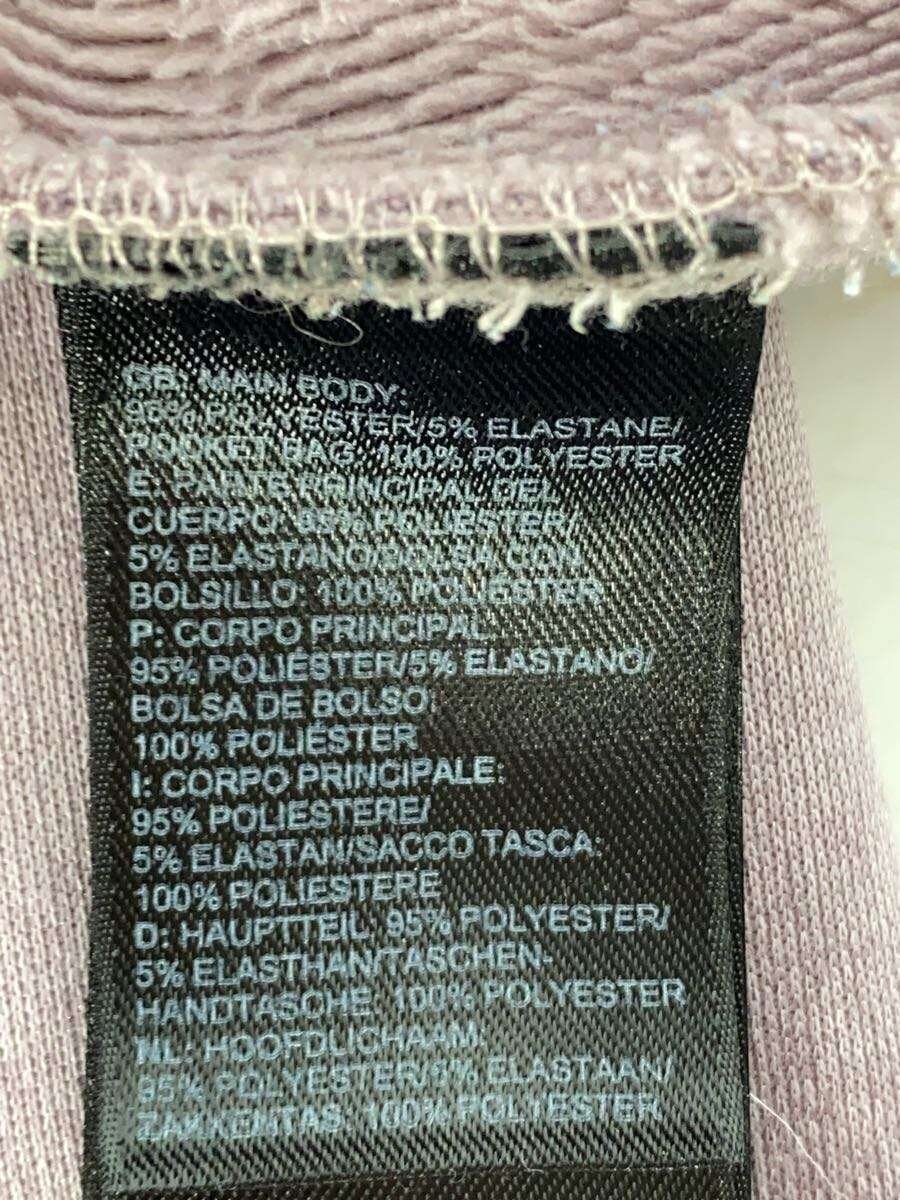 GB: MAIN BODY:
95% POLYESTER/5% ELASTANE/
POCKET BAG: 100% POLYESTER
E: PARTE PRINCIPAL DEL
CUERPO: 95% POLIÉSTER/
5% ELASTANO/BOLSA CON
BOLSILLO: 100% POLIÉSTER
P: CORPO PRINCIPAL:
95% POLIÉSTER/5% ELASTANO/
BOLSA DE BOLSO:
100% POLIÉSTER
I: CORPO PRINCIPALE:
95% POLIESTERE/
5% ELASTAN/SACCO TASCA:
100% POLIESTERE
D: HAUPTTEIL: 95% POLYESTER/
5% ELASTHAN/TASCHEN-
HANDTASCHE: 100% POLYESTER
NL: HOOFDLICHAAM:
95% POLYESTER/5% ELASTAAN/
ZAKKENTAS: 100% POLYESTER